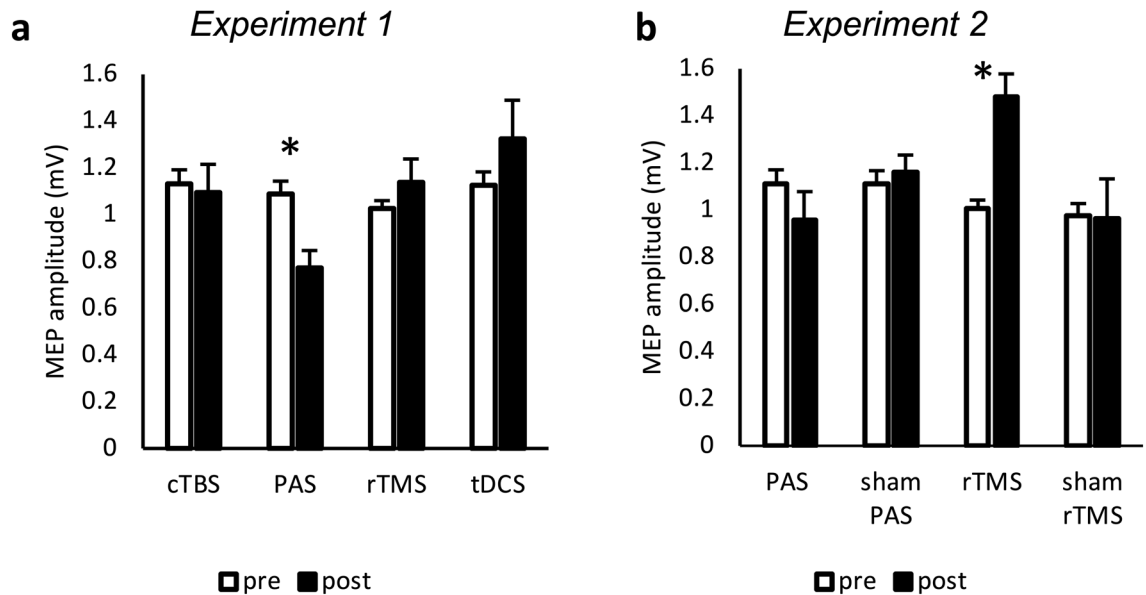 a
Experiment 1
MEP amplitude (mV)
1.6
1.4
1.2
1
0.8
0.6
0.4
0.2
0
*
cTBS PAS rTMS tDCS
pre post
b
Experiment 2
MEP amplitude (mV)
1.6
1.4
1.2
1
0.8
0.6
0.4
0.2
0
*
PAS sham rTMS sham
PAS rTMS
pre post